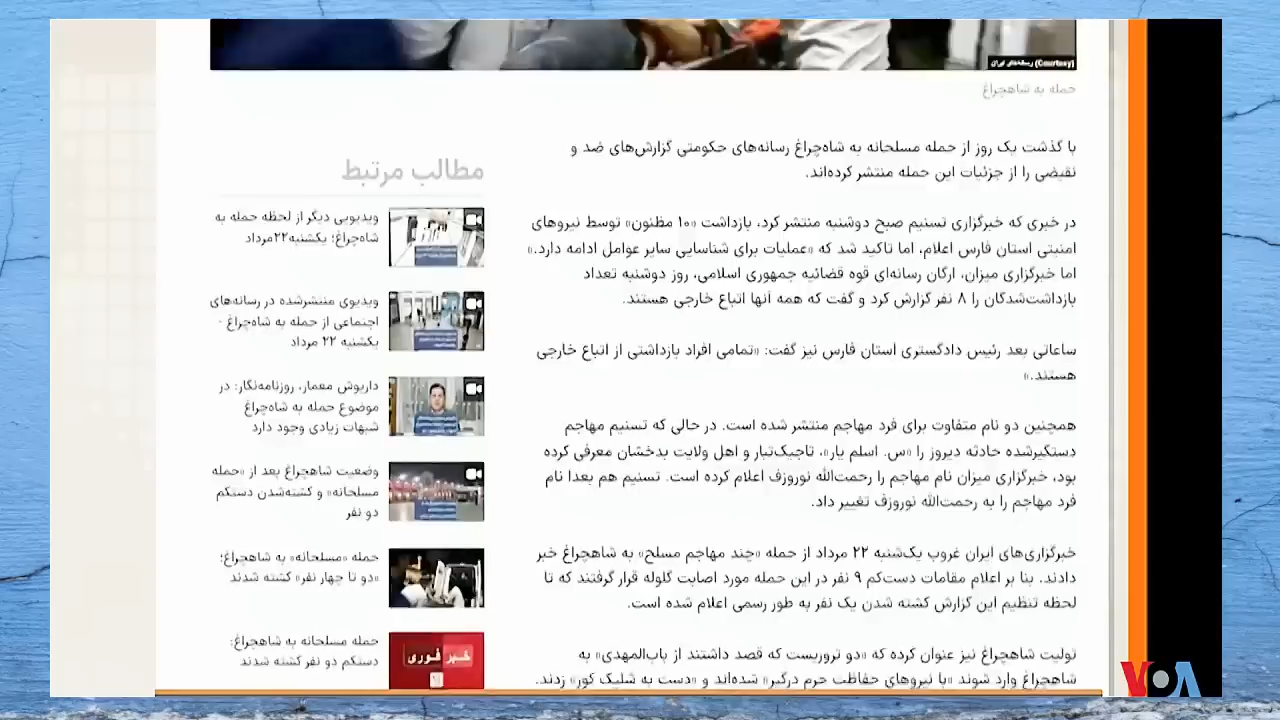 رسانه‌های ایران (Courtesy)
حمله به شاهچراغ
با گذشت یک روز از حمله مسلحانه به شاه‌چراغ رسانه‌های حکومتی گزارش‌های ضد و
نقیضی را از جزئیات این حمله منتشر کرده‌اند.
در خبری که خبرگزاری تسنیم صبح دوشنبه منتشر کرد، بازداشت «۱۰ مظنون» توسط نیروهای
امنیتی استان فارس اعلام، اما تاکید شد که «عملیات برای شناسایی سایر عوامل ادامه دارد.»
اما خبرگزاری میزان، ارگان رسانه‌ای قوه قضائیه جمهوری اسلامی، روز دوشنبه تعداد
بازداشت‌شدگان را ۸ نفر گزارش کرد و گفت که همه آنها اتباع خارجی هستند.
ساعاتی بعد رئیس دادگستری استان فارس نیز گفت: «تمامی افراد بازداشتی از اتباع خارجی
هستند.»
همچنین دو نام متفاوت برای فرد مهاجم منتشر شده است. در حالی که تسنیم مهاجم
دستگیرشده حادثه دیروز را «س. اسلم یار»، تاجیک‌تبار و اهل ولایت بدخشان معرفی کرده
بود، خبرگزاری میزان نام مهاجم را رحمت‌الله نوروزف اعلام کرده است. تسنیم هم بعدا نام
فرد مهاجم را به رحمت‌الله نوروزف تغییر داد.
خبرگزاری‌های ایران غروب یک‌شنبه ۲۲ مرداد از حمله «چند مهاجم مسلح» به شاهچراغ خبر
دادند. بنا بر اعلام مقامات دست‌کم ۹ نفر در این حمله مورد اصابت گلوله قرار گرفتند که تا
لحظه تنظیم این گزارش کشته شدن یک نفر به طور رسمی اعلام شده است.
تولیت شاهچراغ نیز عنوان کرده که «دو تروریست که قصد داشتند از باب‌المهدی» به
شاهچراغ وارد شوند «با نیروهای حفاظت حرم درگیر» شده‌اند و «دست به شلیک کور» زدند.
مطالب مرتبط
ویدیویی دیگر از لحظه حمله به
شاه‌چراغ؛ یکشنبه۲۲مرداد
ویدیوی منتشرشده در رسانه‌های
اجتماعی از حمله به شاه‌چراغ -
یکشنبه ۲۲ مرداد
داریوش معمار، روزنامه‌نگار: در
موضوع حمله به شاه‌چراغ
شبهات زیادی وجود دارد
وضعیت شاهچراغ بعد از «حمله
مسلحانه» و کشته‌شدن دستکم
دو نفر
حمله «مسلحانه» به شاهچراغ؛
«دو تا چهار نفر» کشته شدند
حمله مسلحانه به شاهچراغ:
دستکم دو نفر کشته شدند
خبر فوری
VOA